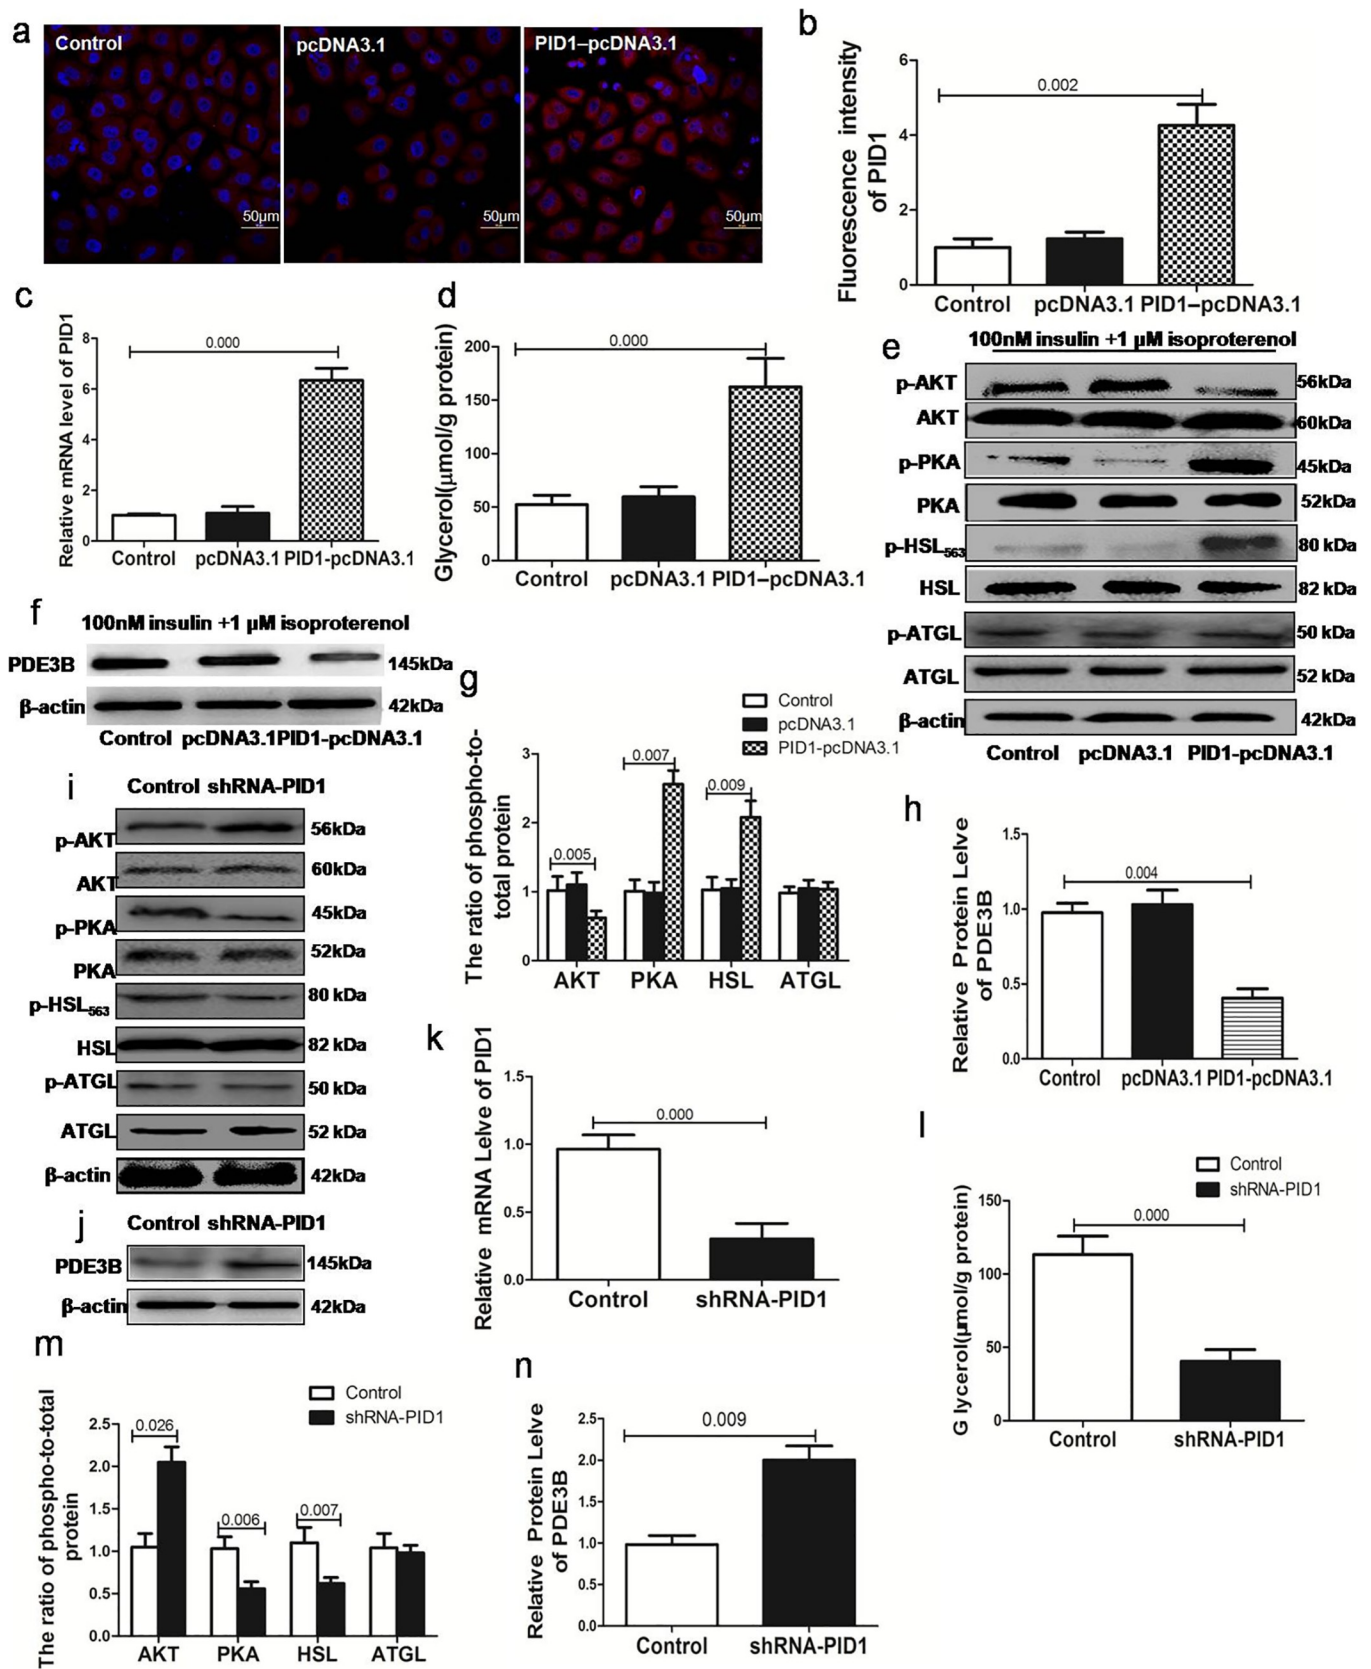 a
Control
pcDNA3.1
PID1–pcDNA3.1
50µm
50µm
50µm
b
Fluorescence intensity
of PID1
6
4
2
0
0.002
Control
pcDNA3.1
PID1–pcDNA3.1
c
Relative mRNA level of PID1
8
6
4
2
0
0.000
Control
pcDNA3.1
PID1-pcDNA3.1
d
Glycerol(µmol/g protein)
200
150
100
50
0
0.000
Control
pcDNA3.1
PID1–pcDNA3.1
e
100nM insulin +1 µM isoproterenol
p-AKT 56kDa
AKT 60kDa
p-PKA 45kDa
PKA 52kDa
p-HSL563 80 kDa
HSL 82 kDa
p-ATGL 50 kDa
ATGL 52 kDa
β-actin 42kDa
Control pcDNA3.1 PID1-pcDNA3.1
f
100nM insulin +1 µM isoproterenol
PDE3B 145kDa
β-actin 42kDa
Control pcDNA3.1 PID1-pcDNA3.1
g
Control
pcDNA3.1
PID1-pcDNA3.1
The ratio of phospho-to-
total protein
3
2
1
0
0.005
0.007
0.009
AKT PKA HSL ATGL
h
Relative Protein Lelve
of PDE3B
1.5
1.0
0.5
0.0
0.004
Control pcDNA3.1 PID1-pcDNA3.1
i
Control shRNA-PID1
p-AKT 56kDa
AKT 60kDa
p-PKA 45kDa
PKA 52kDa
p-HSL563 80 kDa
HSL 82 kDa
p-ATGL 50 kDa
ATGL 52 kDa
β-actin 42kDa
j
Control shRNA-PID1
PDE3B 145kDa
β-actin 42kDa
k
Relative mRNA Lelve of PID1
1.5
1.0
0.5
0.0
0.000
Control shRNA-PID1
l
Control
shRNA-PID1
G lycerol(µmol/g protein)
150
100
50
0
0.000
Control shRNA-PID1
m
Control
shRNA-PID1
The ratio of phospho-to-total
protein
2.5
2.0
1.5
1.0
0.5
0.0
0.026
0.006
0.007
AKT PKA HSL ATGL
n
Relative Protein Lelve
of PDE3B
2.5
2.0
1.5
1.0
0.5
0.0
0.009
Control shRNA-PID1